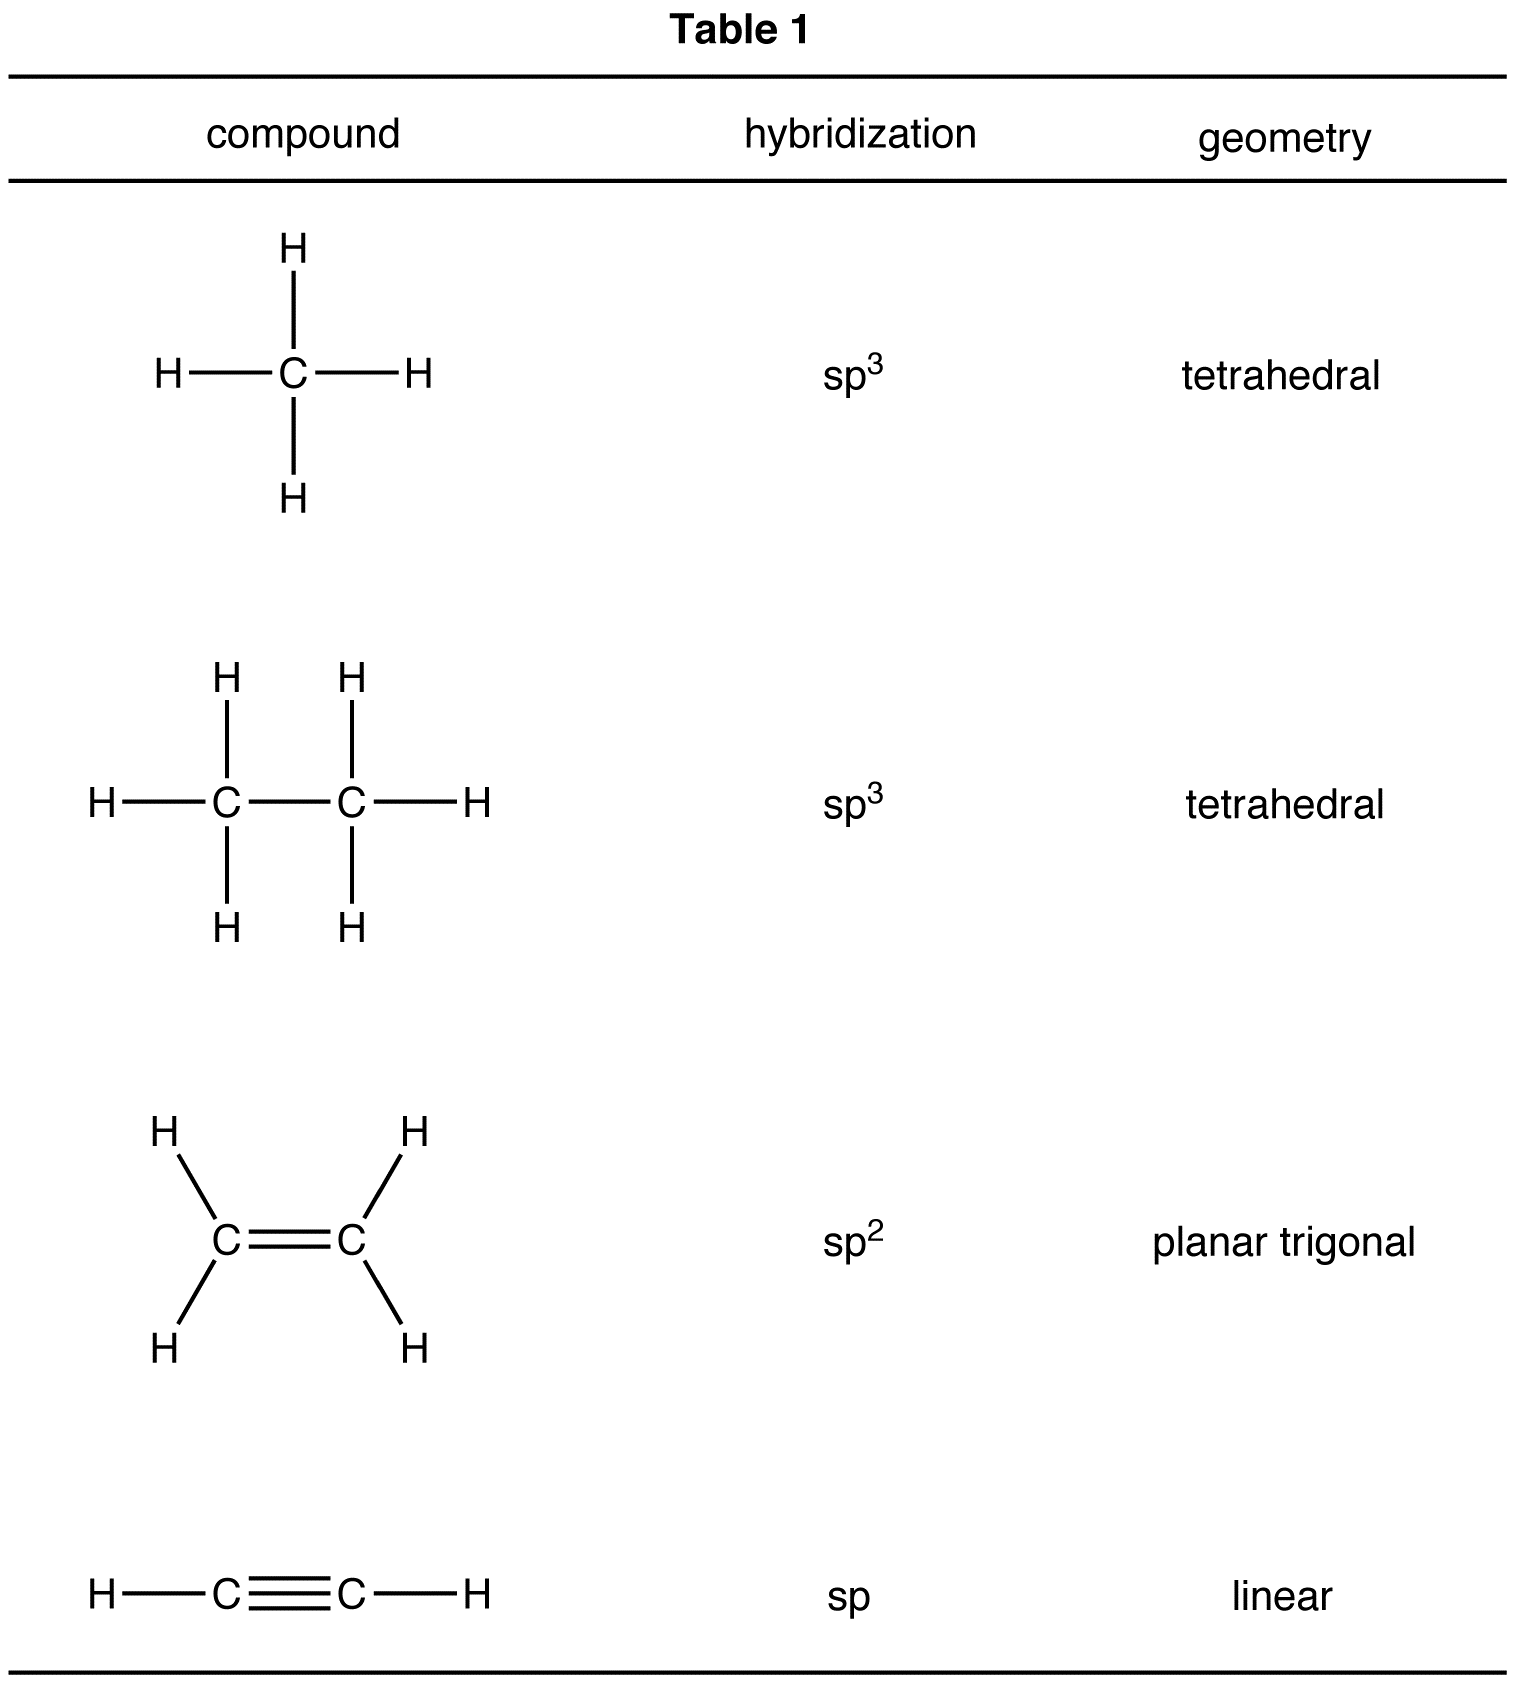 Table 1
compound hybridization geometry
H
H C H sp³ tetrahedral
H
H H
H C C H sp³ tetrahedral
H H
H H
C C sp² planar trigonal
H H
H C C H sp linear